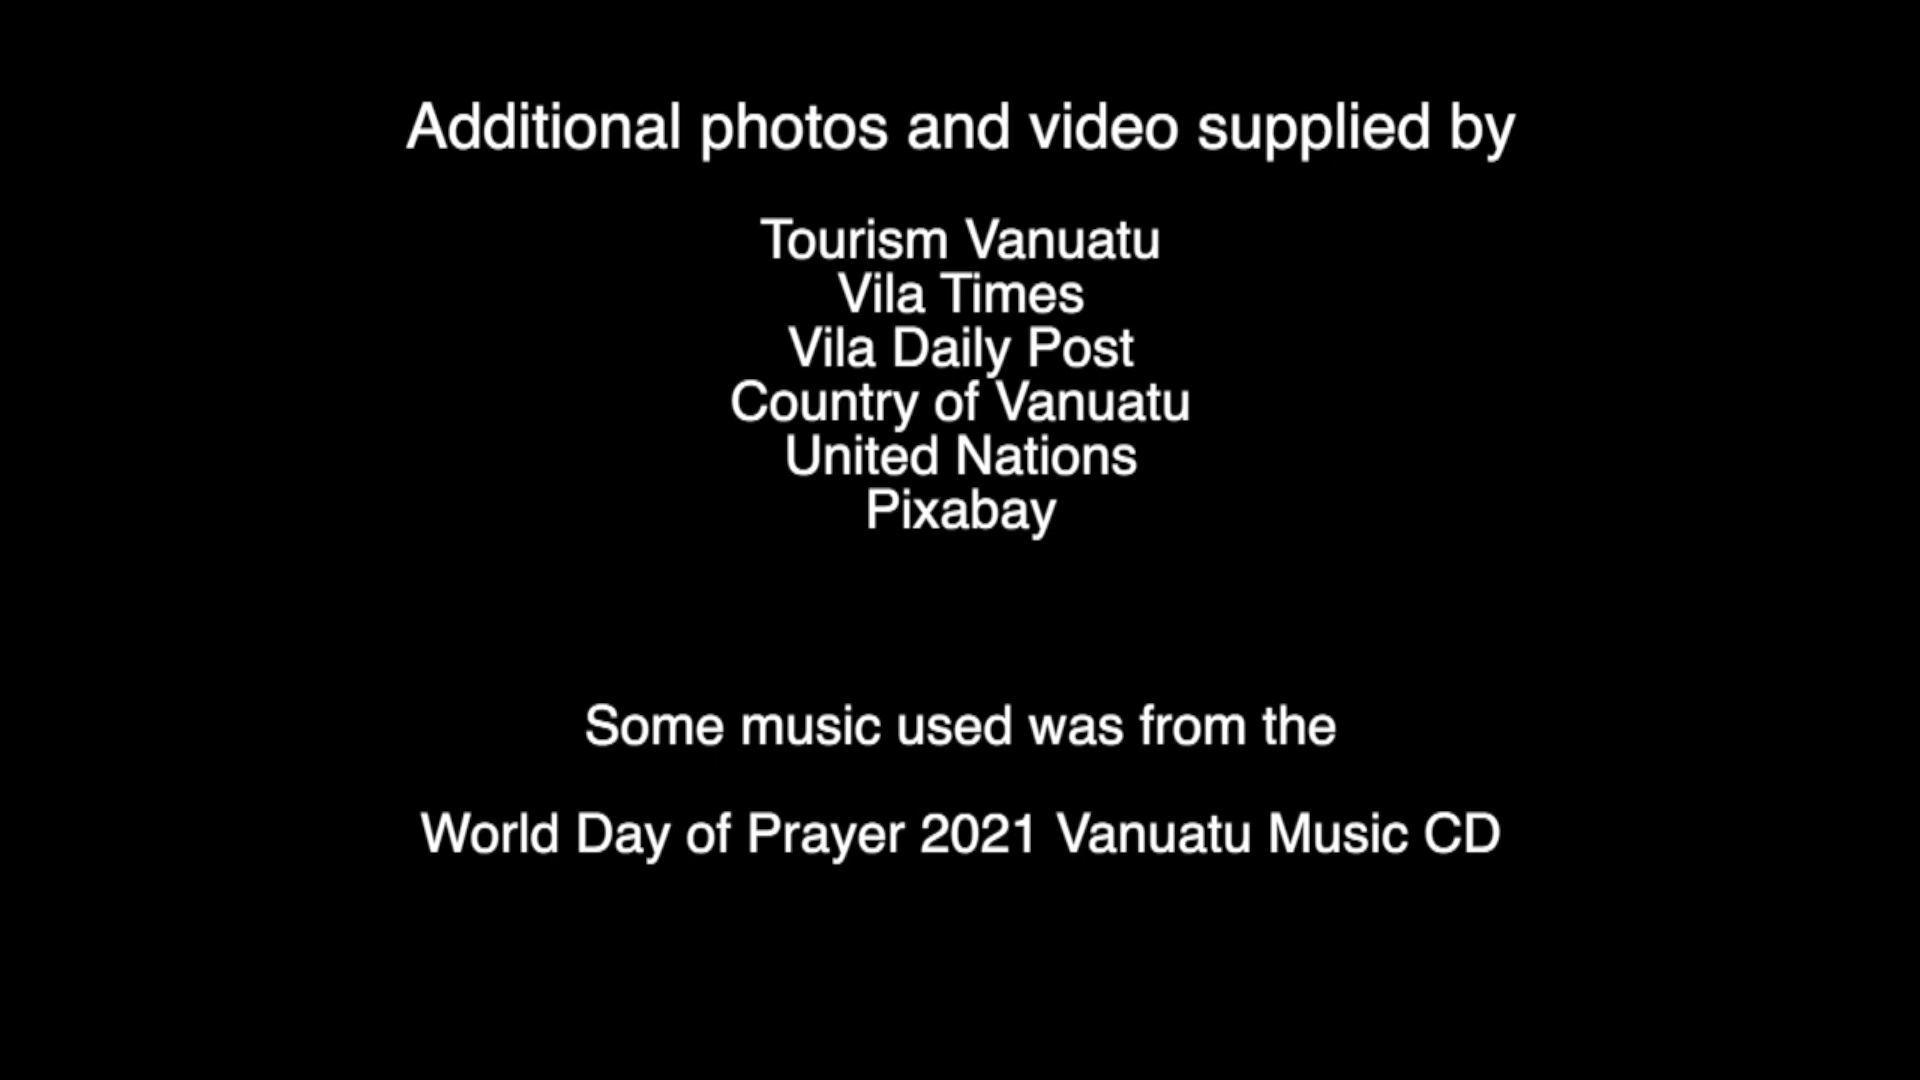 Additional photos and video supplied by
Tourism Vanuatu
Vila Times
Vila Daily Post
Country of Vanuatu
United Nations
Pixabay
Some music used was from the
World Day of Prayer 2021 Vanuatu Music CD